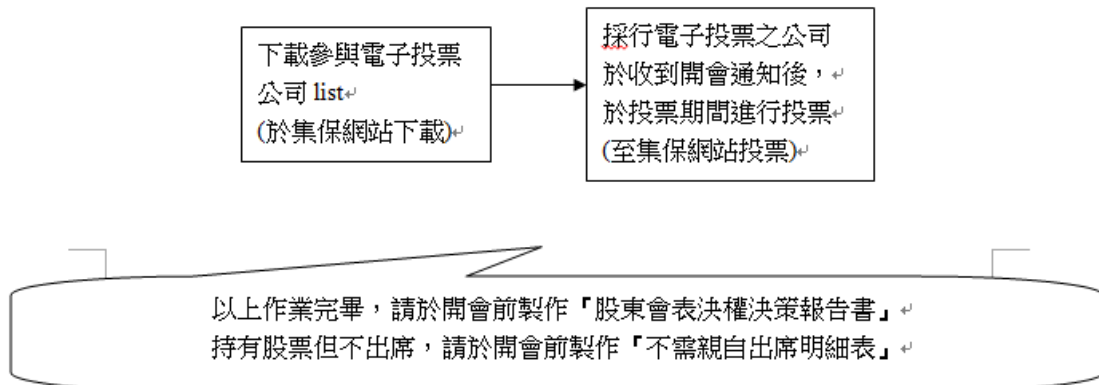 下載參與電子投票
公司 list
(於集保網站下載)
採行電子投票之公司
於收到開會通知後，
於投票期間進行投票
(至集保網站投票)
以上作業完畢，請於開會前製作『股東會表決權決策報告書』
持有股票但不出席，請於開會前製作『不需親自出席明細表』